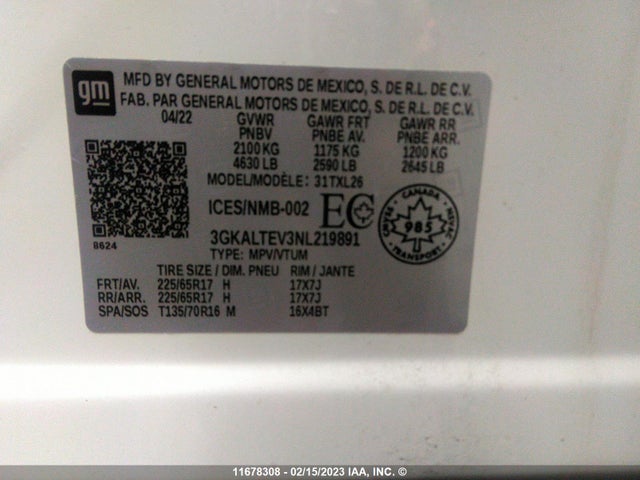 gm
MFD BY GENERAL MOTORS DE MEXICO, S. DE R.L. DE C.V.
FAB. PAR GENERAL MOTORS DE MEXICO, S. DE R.L. DE C.V.
04/22 GVWR GAWR FRT GAWR RR
PNBV PNBE AV. PNBE ARR.
2100 KG 1175 KG 1200 KG
4630 LB 2590 LB 2645 LB
MODEL/MODÈLE: 31TXL26
ICES/NMB-002 EC
CANADA
985
TRANSPORT
8624
3GKALTEV3NL219891
TYPE: MPV/VTUM
TIRE SIZE / DIM. PNEU RIM / JANTE
FRT/AV. 225/65R17 H 17X7J
RR/ARR. 225/65R17 H 17X7J
SPA/SOS T135/70R16 M 16X4BT
11678308 - 02/15/2023 IAA, INC. ©